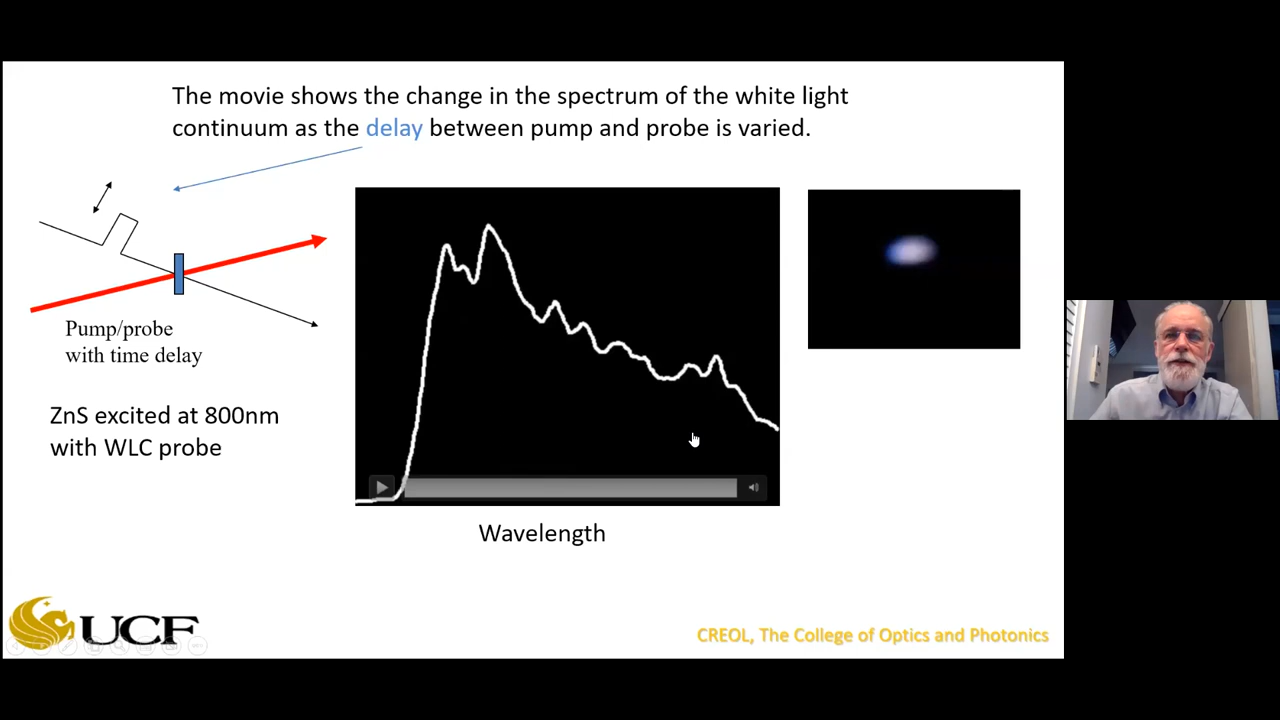 The movie shows the change in the spectrum of the white light
continuum as the delay between pump and probe is varied.
Pump/probe
with time delay
ZnS excited at 800nm
with WLC probe
Wavelength
UCF
CREOL, The College of Optics and Photonics